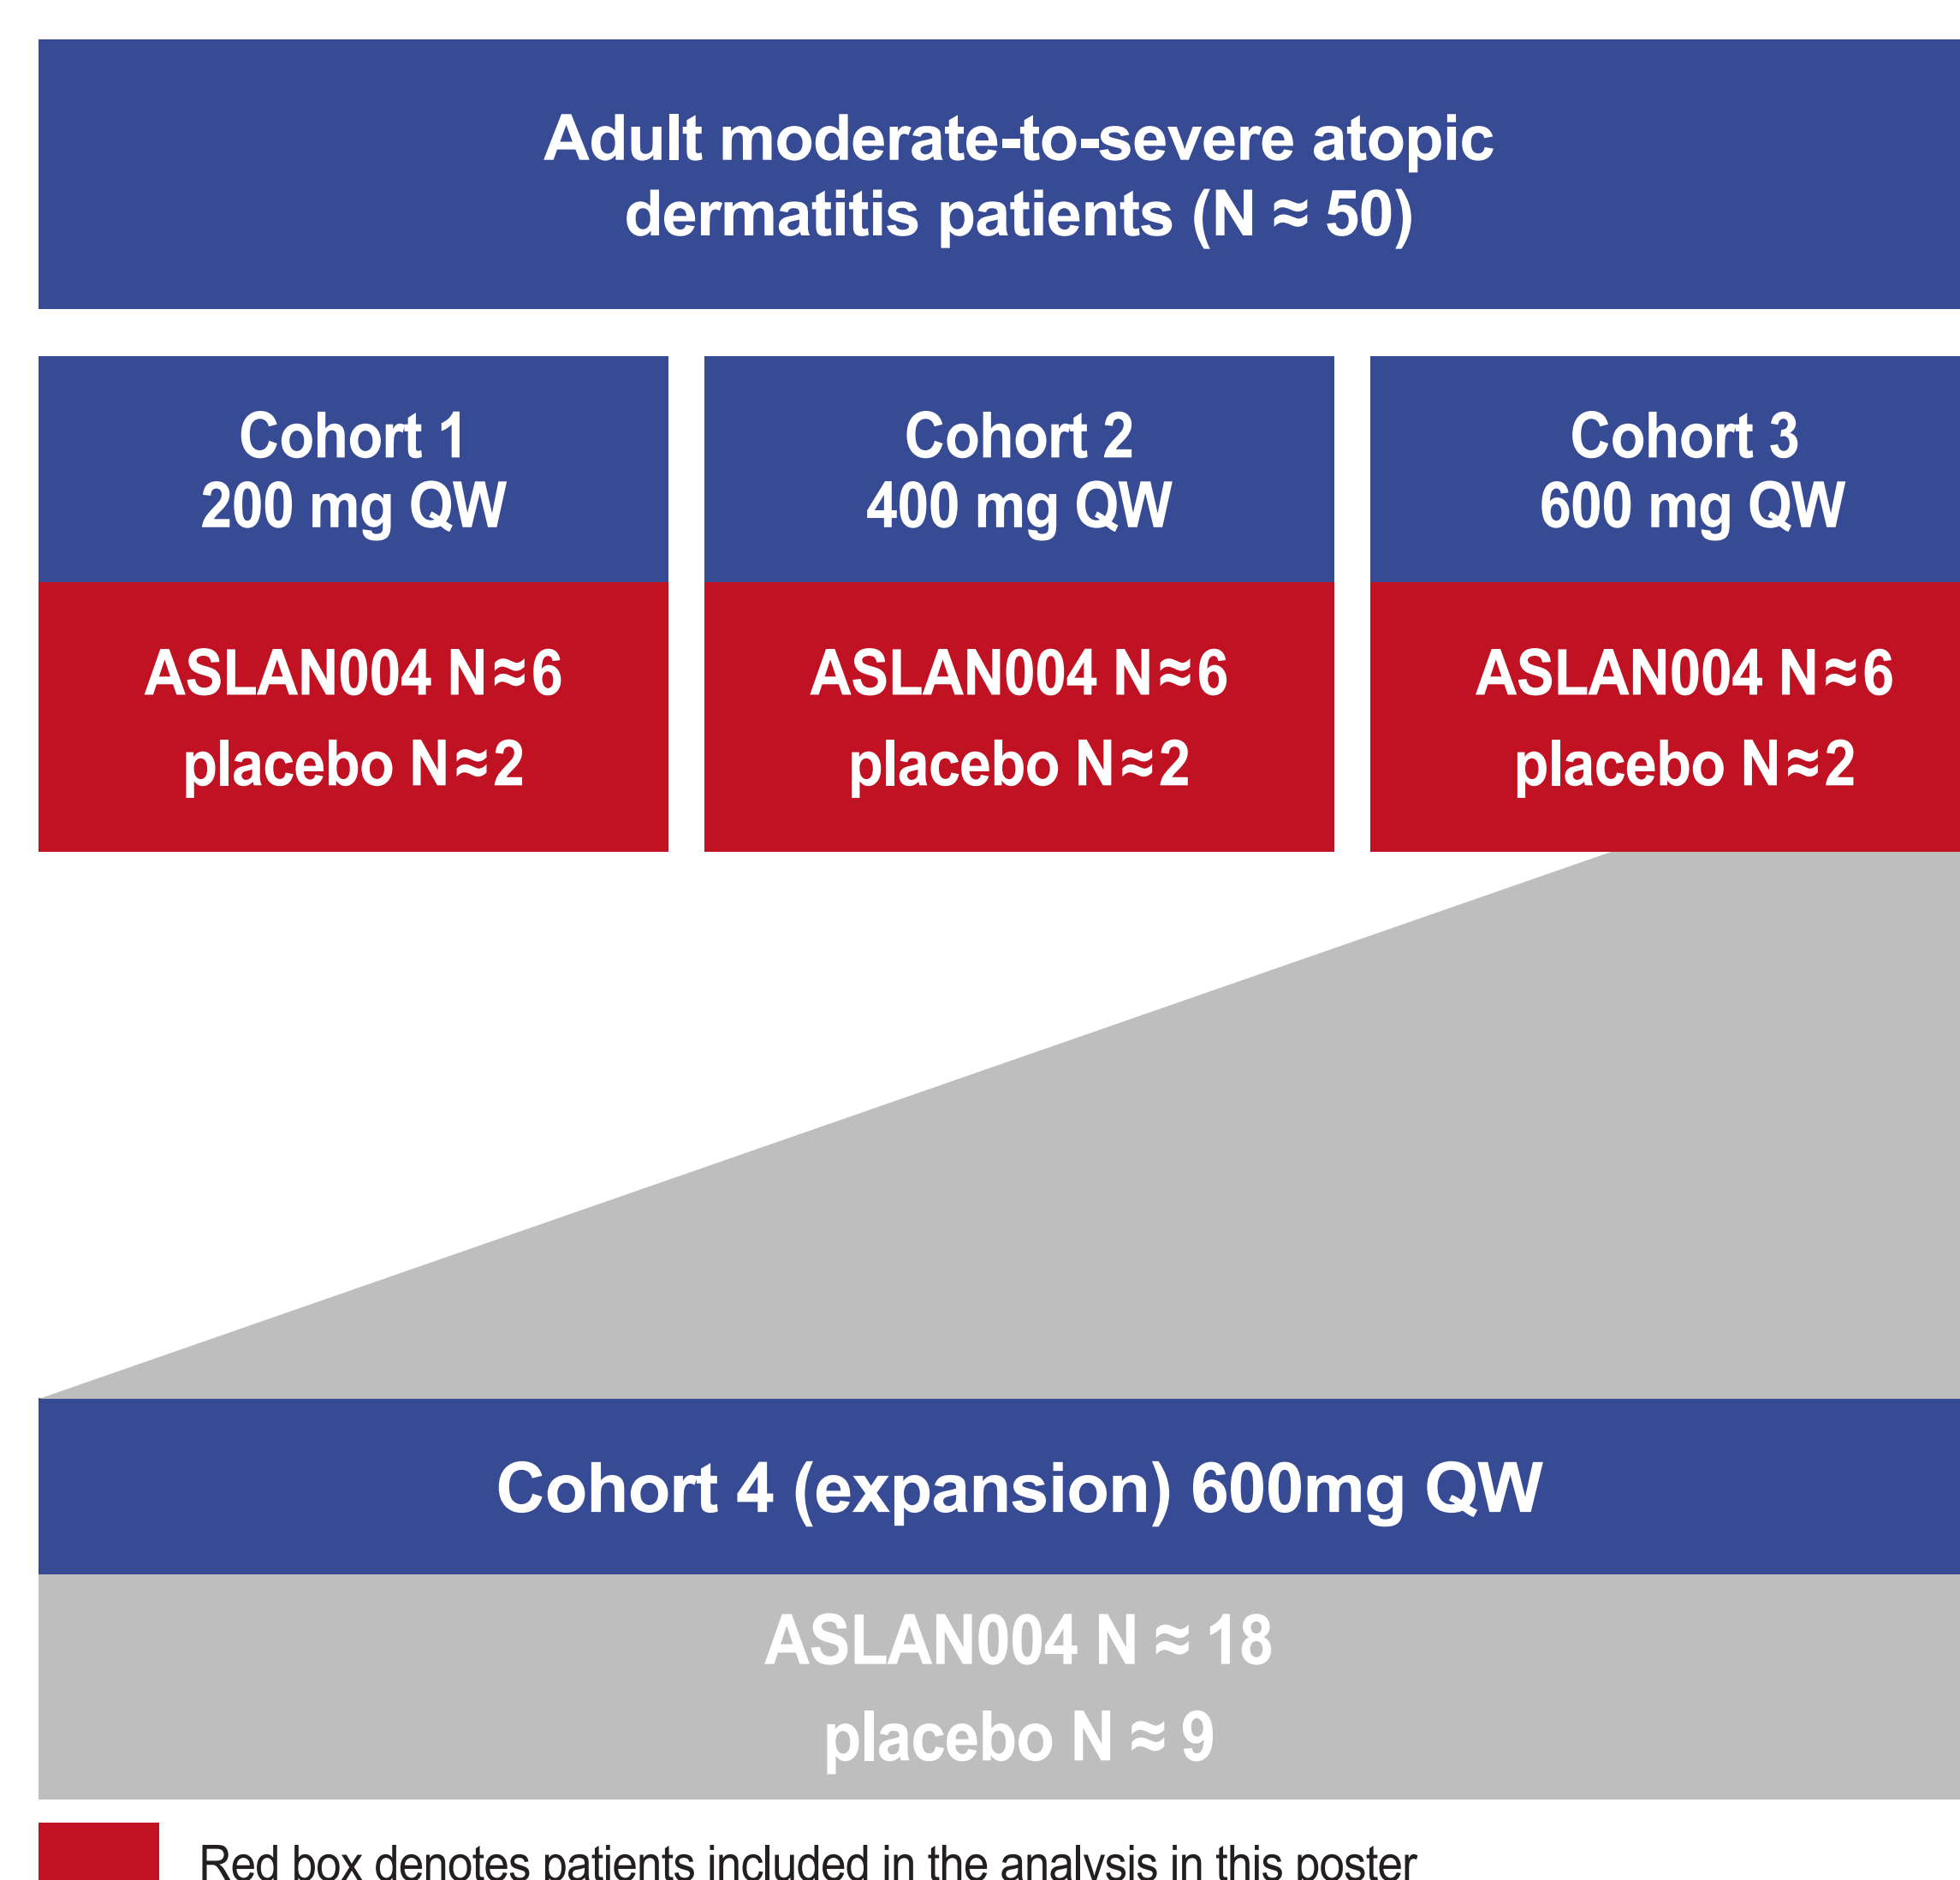 Adult moderate-to-severe atopic
dermatitis patients (N ≈ 50)
Cohort 1
200 mg QW
ASLAN004 N≈6
placebo N≈2
Cohort 2
400 mg QW
ASLAN004 N≈6
placebo N≈2
Cohort 3
600 mg QW
ASLAN004 N≈6
placebo N≈2
Cohort 4 (expansion) 600mg QW
ASLAN004 N ≈ 18
placebo N ≈ 9
Red box denotes patients included in the analysis in this poster